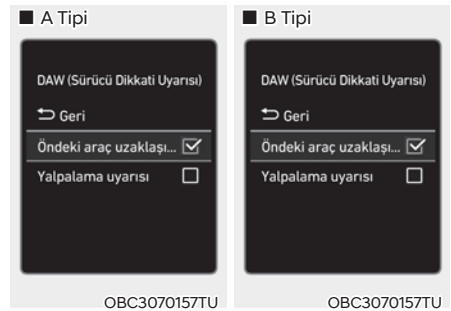 ■ A Tipi
DAW (Sürücü Dikkati Uyarısı)
⮌ Geri
Öndeki araç uzaklaşı... ☑
Yalpalama uyarısı ☐
OBC3070157TU
■ B Tipi
DAW (Sürücü Dikkati Uyarısı)
⮌ Geri
Öndeki araç uzaklaşı... ☑
Yalpalama uyarısı ☐
OBC3070157TU